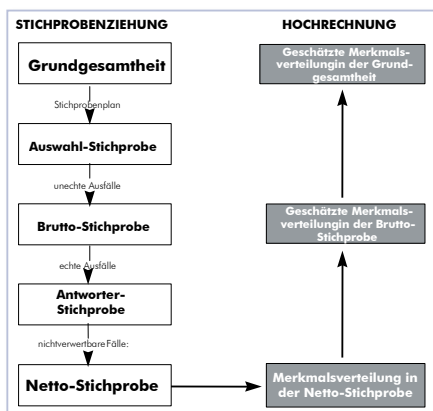 STICHPROBENZIEHUNG
Grundgesamtheit
Stichprobenplan
Auswahl-Stichprobe
unechte Ausfälle
Brutto-Stichprobe
echte Ausfälle
Antworter-
Stichprobe
nichtverwertbare Fälle:
Netto-Stichprobe
HOCHRECHNUNG
Geschätzte Merkmals-
verteilungin der Grund-
gesamtheit
Geschätzte Merkmals-
verteilungin der Brutto-
Stichprobe
Merkmalsverteilung in
der Netto-Stichprobe